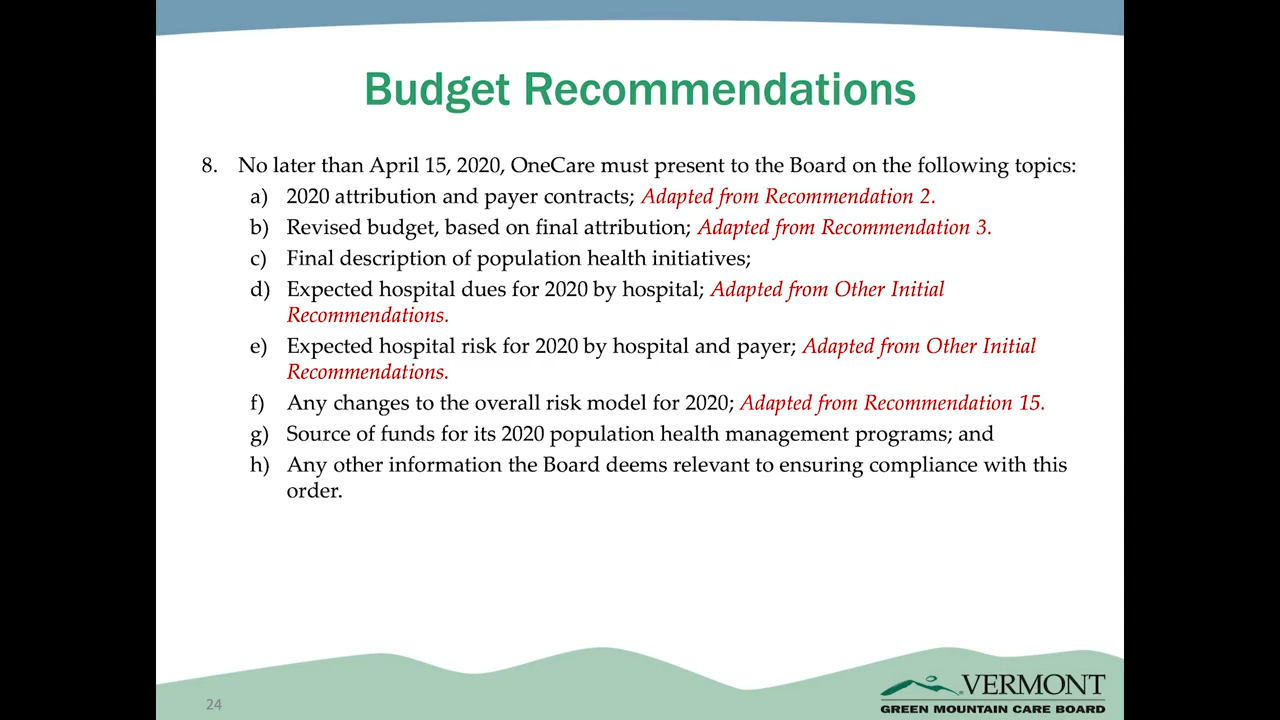 Budget Recommendations
8. No later than April 15, 2020, OneCare must present to the Board on the following topics:
a) 2020 attribution and payer contracts; Adapted from Recommendation 2.
b) Revised budget, based on final attribution; Adapted from Recommendation 3.
c) Final description of population health initiatives;
d) Expected hospital dues for 2020 by hospital; Adapted from Other Initial
Recommendations.
e) Expected hospital risk for 2020 by hospital and payer; Adapted from Other Initial
Recommendations.
f) Any changes to the overall risk model for 2020; Adapted from Recommendation 15.
g) Source of funds for its 2020 population health management programs; and
h) Any other information the Board deems relevant to ensuring compliance with this
order.
24
VERMONT
GREEN MOUNTAIN CARE BOARD